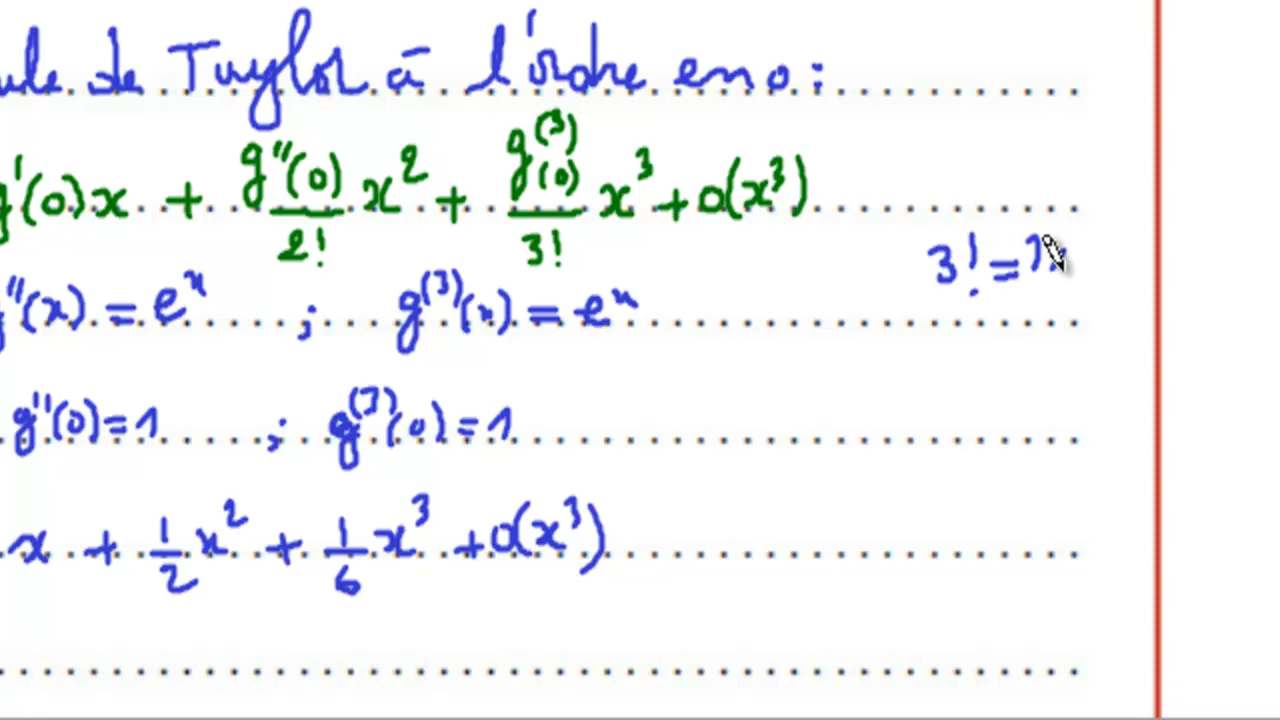 ule de Taylor à l'ordre en 0 :
g'(0)x + g''(0)/2! x² + g⁽³⁾(0)/3! x³ + o(x³)
3! = 1×
g''(x) = eˣ ; g⁽³⁾(x) = eˣ
g''(0) = 1 ; g⁽³⁾(0) = 1
x + 1/2 x² + 1/6 x³ + o(x³)